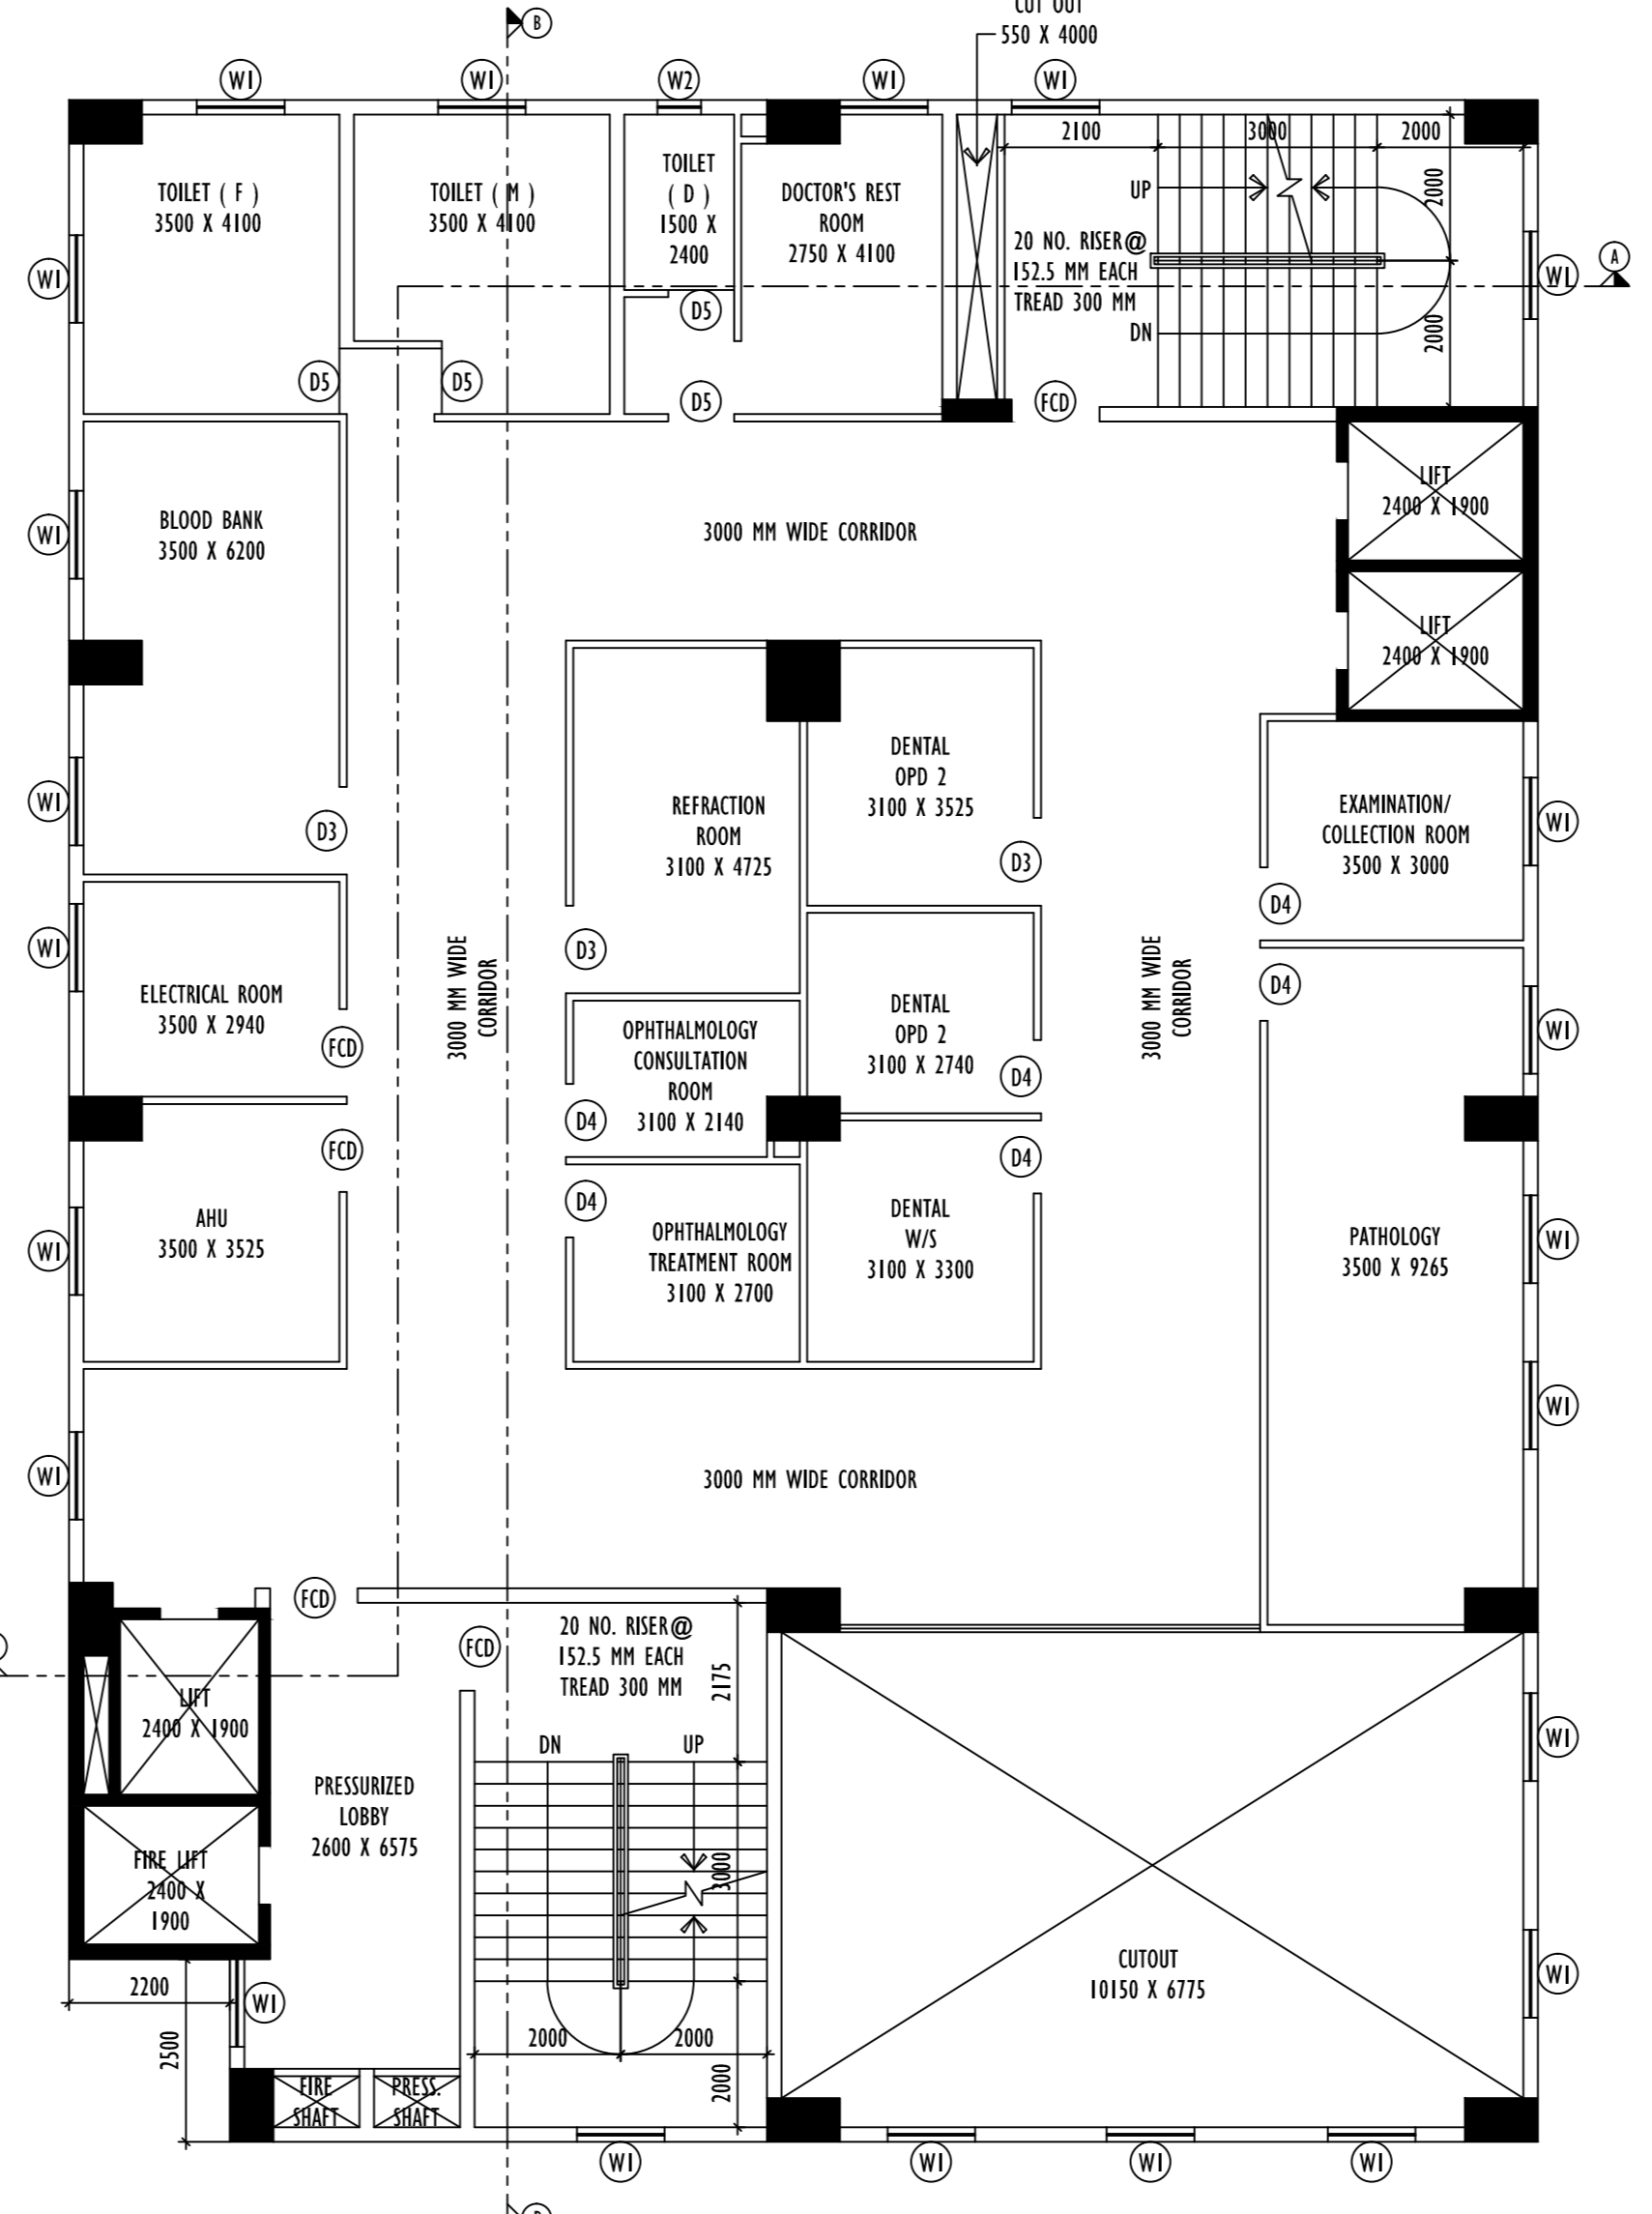 CUT OUT
550 X 4000
B
W1
W1
W2
W1
W1
2100
3000
2000
TOILET ( F )
3500 X 4100
TOILET ( M )
3500 X 4100
TOILET
( D )
1500 X
2400
DOCTOR'S REST
ROOM
2750 X 4100
UP
20 NO. RISER@
152.5 MM EACH
TREAD 300 MM
DN
2000
2000
W1
W1
A
D5
D5
D5
D5
FCD
BLOOD BANK
3500 X 6200
W1
3000 MM WIDE CORRIDOR
LIFT
2400 X 1900
LIFT
2400 X 1900
W1
D3
REFRACTION
ROOM
3100 X 4725
DENTAL
OPD 2
3100 X 3525
D3
EXAMINATION/
COLLECTION ROOM
3500 X 3000
W1
D4
W1
ELECTRICAL ROOM
3500 X 2940
FCD
3000 MM WIDE
CORRIDOR
D3
OPHTHALMOLOGY
CONSULTATION
ROOM
3100 X 2140
D4
DENTAL
OPD 2
3100 X 2740
D4
3000 MM WIDE
CORRIDOR
D4
W1
FCD
AHU
3500 X 3525
W1
D4
OPHTHALMOLOGY
TREATMENT ROOM
3100 X 2700
D4
DENTAL
W/S
3100 X 3300
PATHOLOGY
3500 X 9265
W1
W1
W1
3000 MM WIDE CORRIDOR
FCD
FCD
20 NO. RISER@
152.5 MM EACH
TREAD 300 MM
2175
LIFT
2400 X 1900
DN
UP
W1
PRESSURIZED
LOBBY
2600 X 6575
FIRE LIFT
2400 X
1900
3000
CUTOUT
10150 X 6775
W1
2200
W1
2500
2000
2000
2000
FIRE
SHAFT
PRESS.
SHAFT
W1
W1
W1
W1